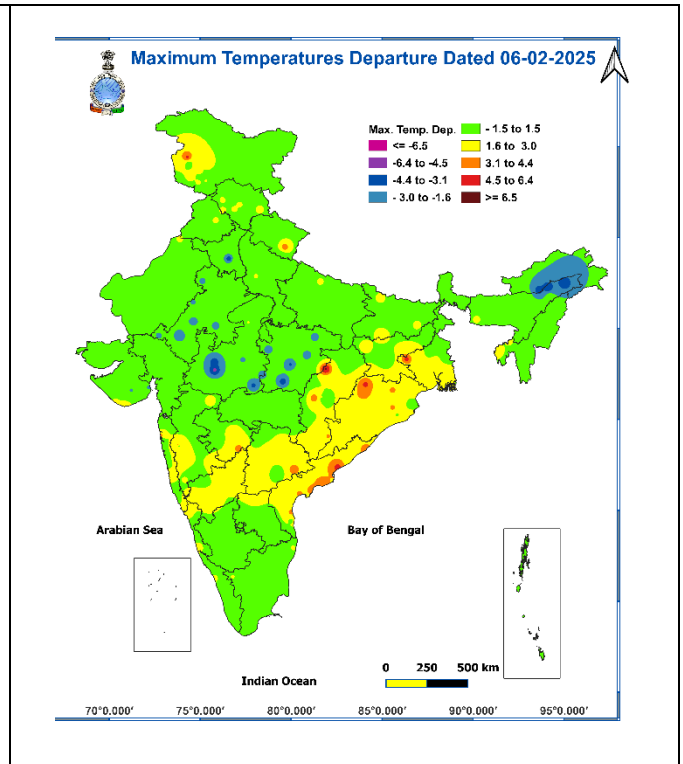 Maximum Temperatures Departure Dated 06-02-2025
Max. Temp. Dep.
<= -6.5
-6.4 to -4.5
-4.4 to -3.1
- 3.0 to -1.6
- 1.5 to 1.5
1.6 to 3.0
3.1 to 4.4
4.5 to 6.4
>= 6.5
Arabian Sea
Bay of Bengal
Indian Ocean
0 250 500 km
70°0.000′ 75°0.000′ 80°0.000′ 85°0.000′ 90°0.000′ 95°0.000′